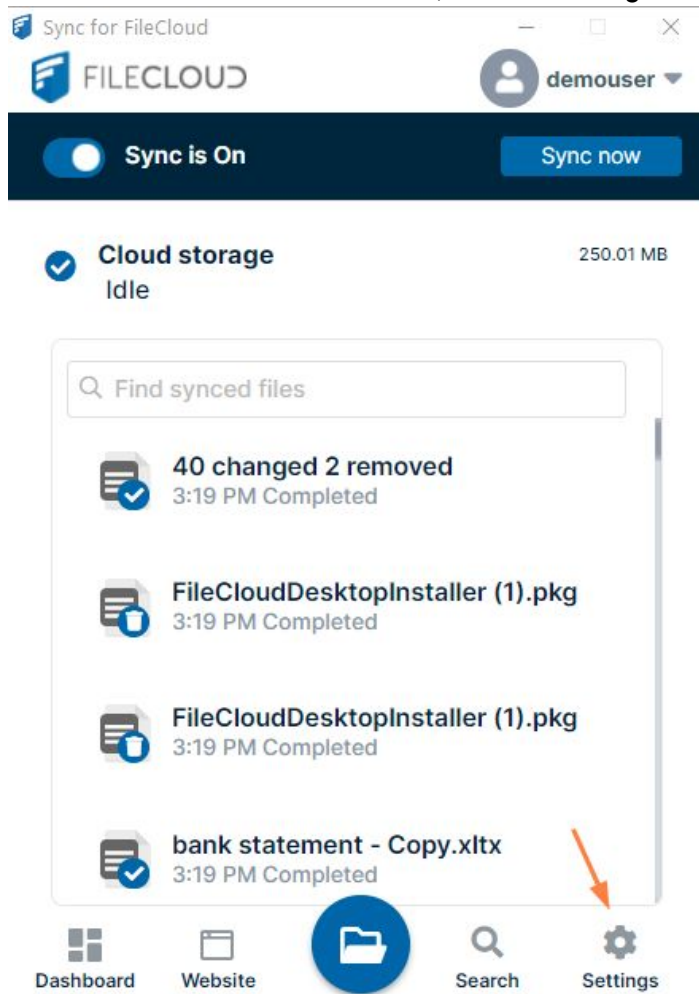 Sync for FileCloud
FILECLOUD
demouser
Sync is On
Sync now
Cloud storage
250.01 MB
Idle
Find synced files
40 changed 2 removed
3:19 PM Completed
FileCloudDesktopInstaller (1).pkg
3:19 PM Completed
FileCloudDesktopInstaller (1).pkg
3:19 PM Completed
bank statement - Copy.xltx
3:19 PM Completed
Dashboard
Website
Search
Settings